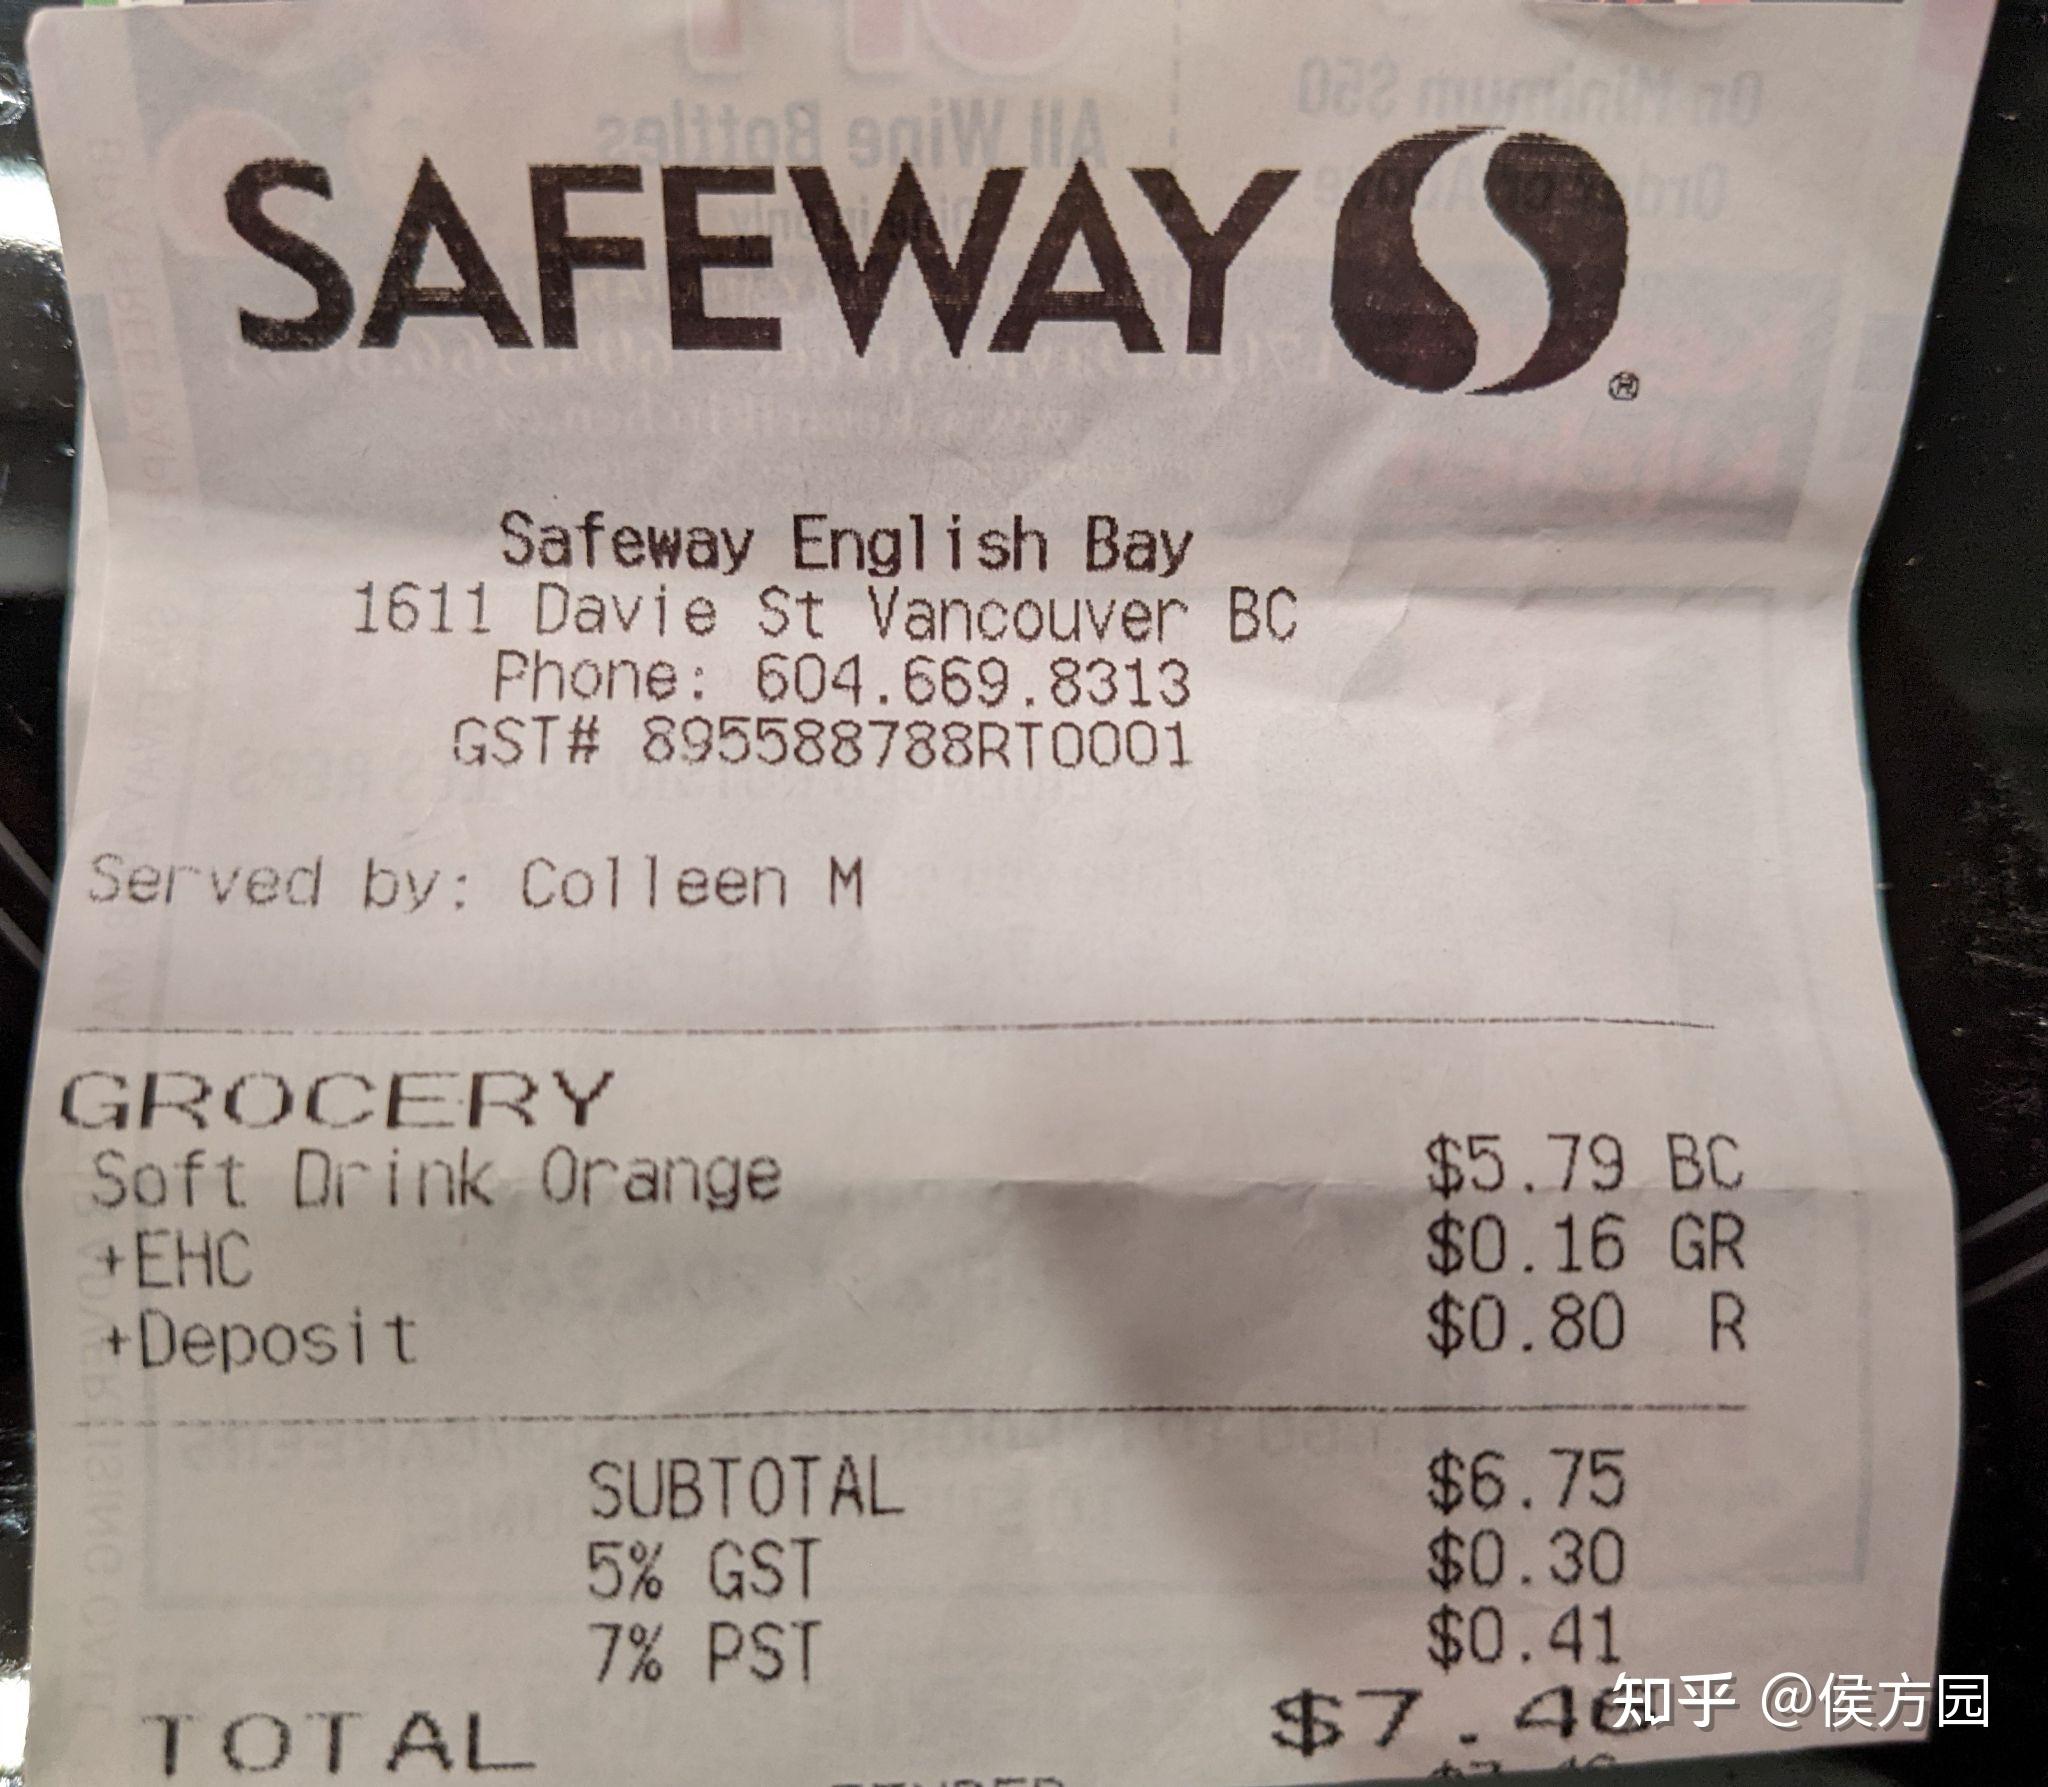 SAFEWAY
Safeway English Bay
1611 Davie St Vancouver BC
Phone: 604.669.8313
GST# 895588788RT0001
Served by: Colleen M
GROCERY
Soft Drink Orange $5.79 BC
+EHC $0.16 GR
+Deposit $0.80 R
SUBTOTAL $6.75
5% GST $0.30
7% PST $0.41
TOTAL $7.46
知乎 @侯方园